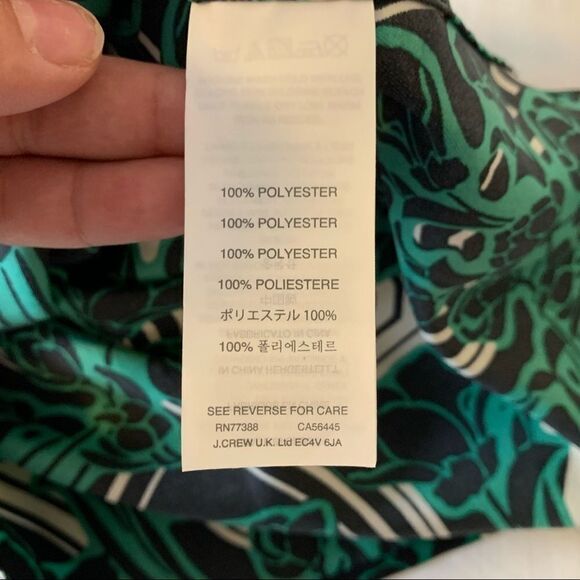 100% POLYESTER
100% POLYESTER
100% POLYESTER
100% POLIESTERE
ポリエステル 100%
100% 폴리에스테르
SEE REVERSE FOR CARE
RN77388 CA56445
J.CREW U.K. Ltd EC4V 6JA